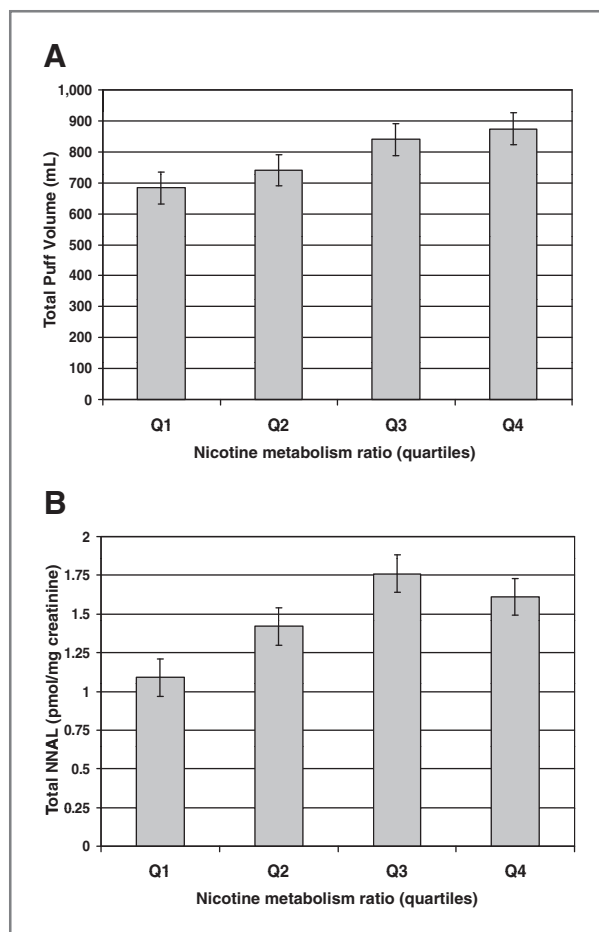 A
1,000
900
800
700
600
500
400
300
200
100
0
Total Puff Volume (mL)
Q1 Q2 Q3 Q4
Nicotine metabolism ratio (quartiles)
B
2
1.75
1.5
1.25
1
0.75
0.5
0.25
0
Total NNAL (pmol/mg creatinine)
Q1 Q2 Q3 Q4
Nicotine metabolism ratio (quartiles)